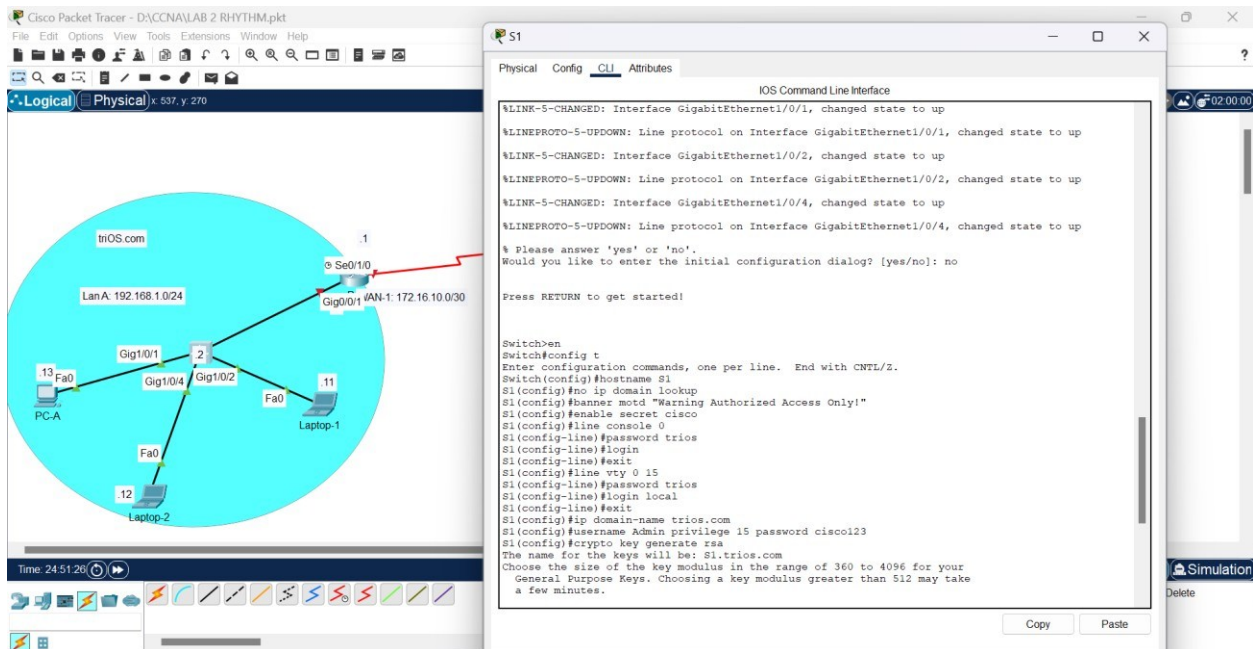 Cisco Packet Tracer - D:\CCNA\LAB 2 RHYTHM.pkt
File Edit Options View Tools Extensions Window Help
?
Logical Physical x: 537, y: 270
02:00:00
triOS.com
.1
Se0/1/0
Lan A: 192.168.1.0/24
Gig0/0/1
WAN-1: 172.16.10.0/30
Gig1/0/1
.2
.13
Fa0
Gig1/0/4
Gig1/0/2
.11
PC-A
Fa0
Laptop-1
Fa0
.12
Laptop-2
Time: 24:51:26
Simulation
Delete
S1
Physical Config CLI Attributes
IOS Command Line Interface
%LINK-5-CHANGED: Interface GigabitEthernet1/0/1, changed state to up
%LINEPROTO-5-UPDOWN: Line protocol on Interface GigabitEthernet1/0/1, changed state to up
%LINK-5-CHANGED: Interface GigabitEthernet1/0/2, changed state to up
%LINEPROTO-5-UPDOWN: Line protocol on Interface GigabitEthernet1/0/2, changed state to up
%LINK-5-CHANGED: Interface GigabitEthernet1/0/4, changed state to up
%LINEPROTO-5-UPDOWN: Line protocol on Interface GigabitEthernet1/0/4, changed state to up
% Please answer 'yes' or 'no'.
Would you like to enter the initial configuration dialog? [yes/no]: no
Press RETURN to get started!
Switch>en
Switch#config t
Enter configuration commands, one per line. End with CNTL/Z.
Switch(config)#hostname S1
S1(config)#no ip domain lookup
S1(config)#banner motd "Warning Authorized Access Only!"
S1(config)#enable secret cisco
S1(config)#line console 0
S1(config-line)#password trios
S1(config-line)#login
S1(config-line)#exit
S1(config)#line vty 0 15
S1(config-line)#password trios
S1(config-line)#login local
S1(config-line)#exit
S1(config)#ip domain-name trios.com
S1(config)#username Admin privilege 15 password cisco123
S1(config)#crypto key generate rsa
The name for the keys will be: S1.trios.com
Choose the size of the key modulus in the range of 360 to 4096 for your
General Purpose Keys. Choosing a key modulus greater than 512 may take
a few minutes.
Copy Paste